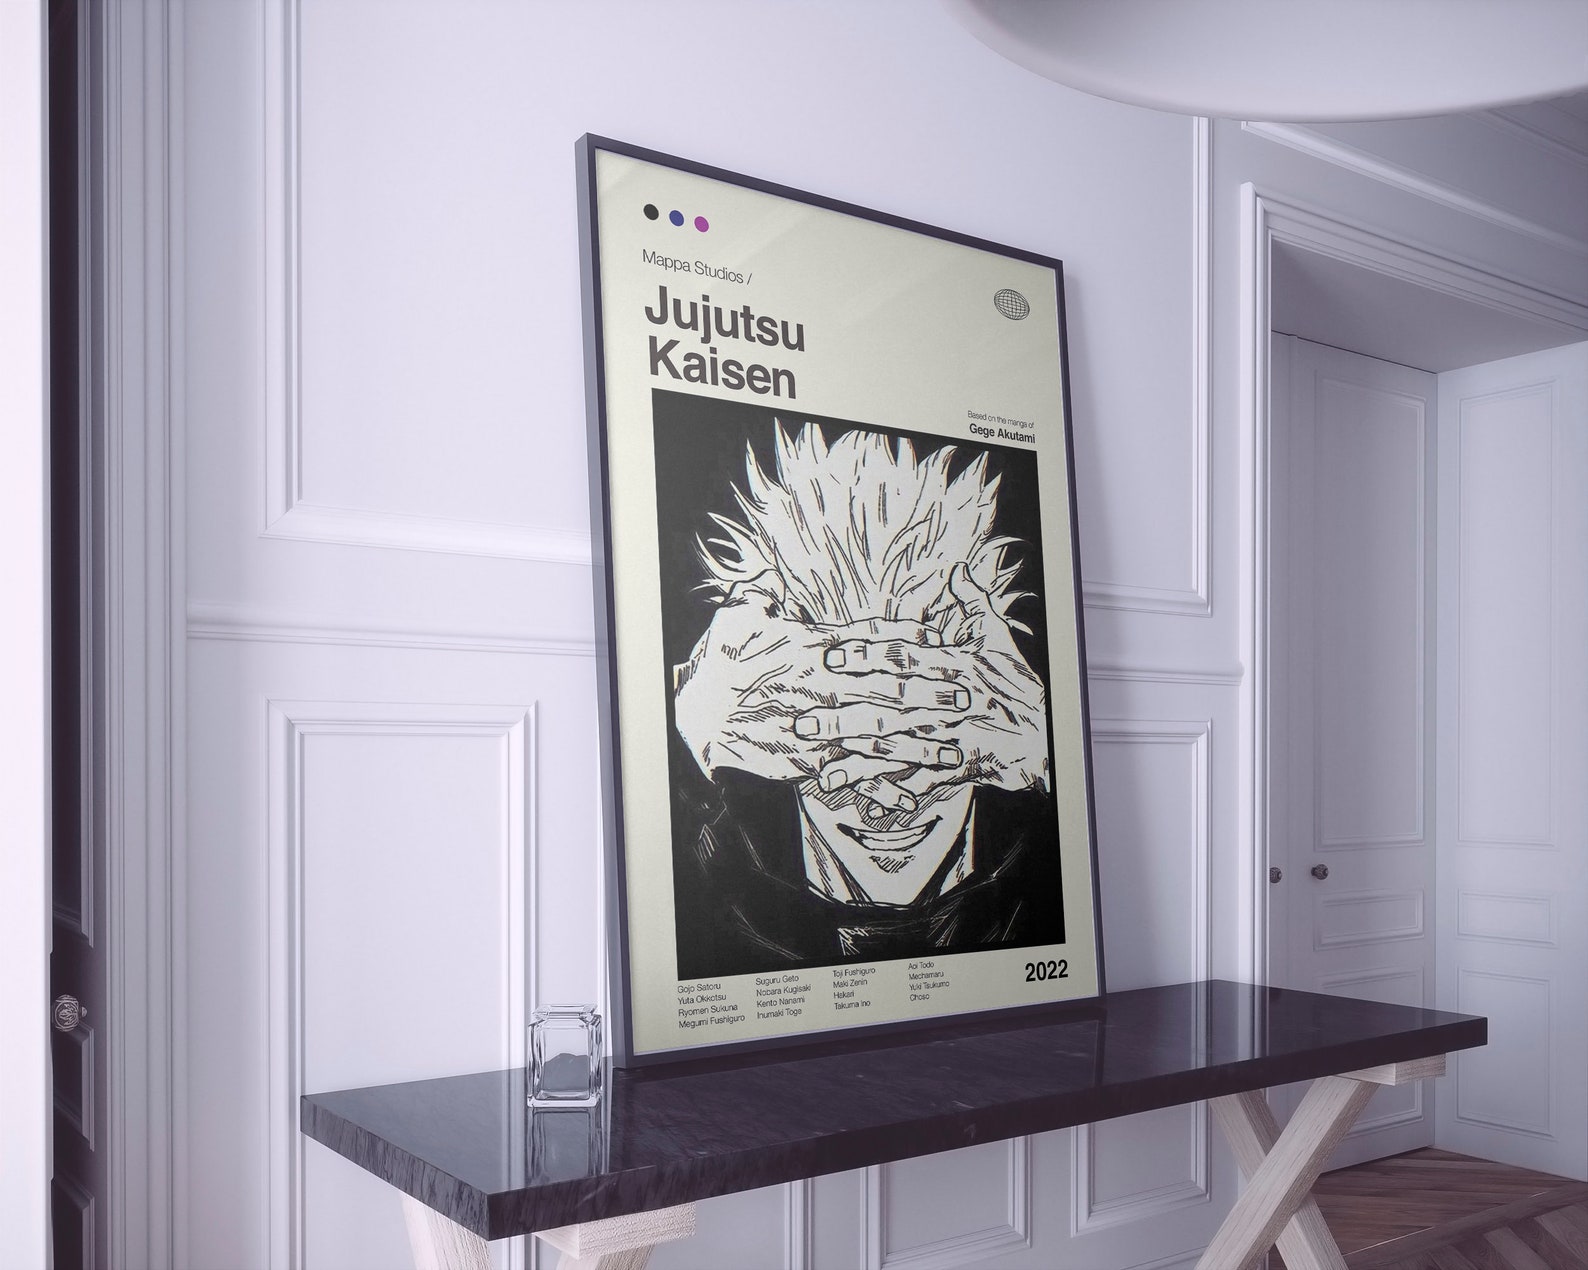 Mappa Studios /
Jujutsu
Kaisen
Based on the manga of
Gege Akutami
Gojo Satoru
Yuta Okkotsu
Ryomen Sukuna
Megumi Fushiguro
Suguru Geto
Nobara Kugisaki
Kento Nanami
Inumaki Toge
Toji Fushiguro
Maki Zenin
Hakari
Takuma Ino
Aoi Todo
Mechamaru
Yuki Tsukumo
Choso
2022